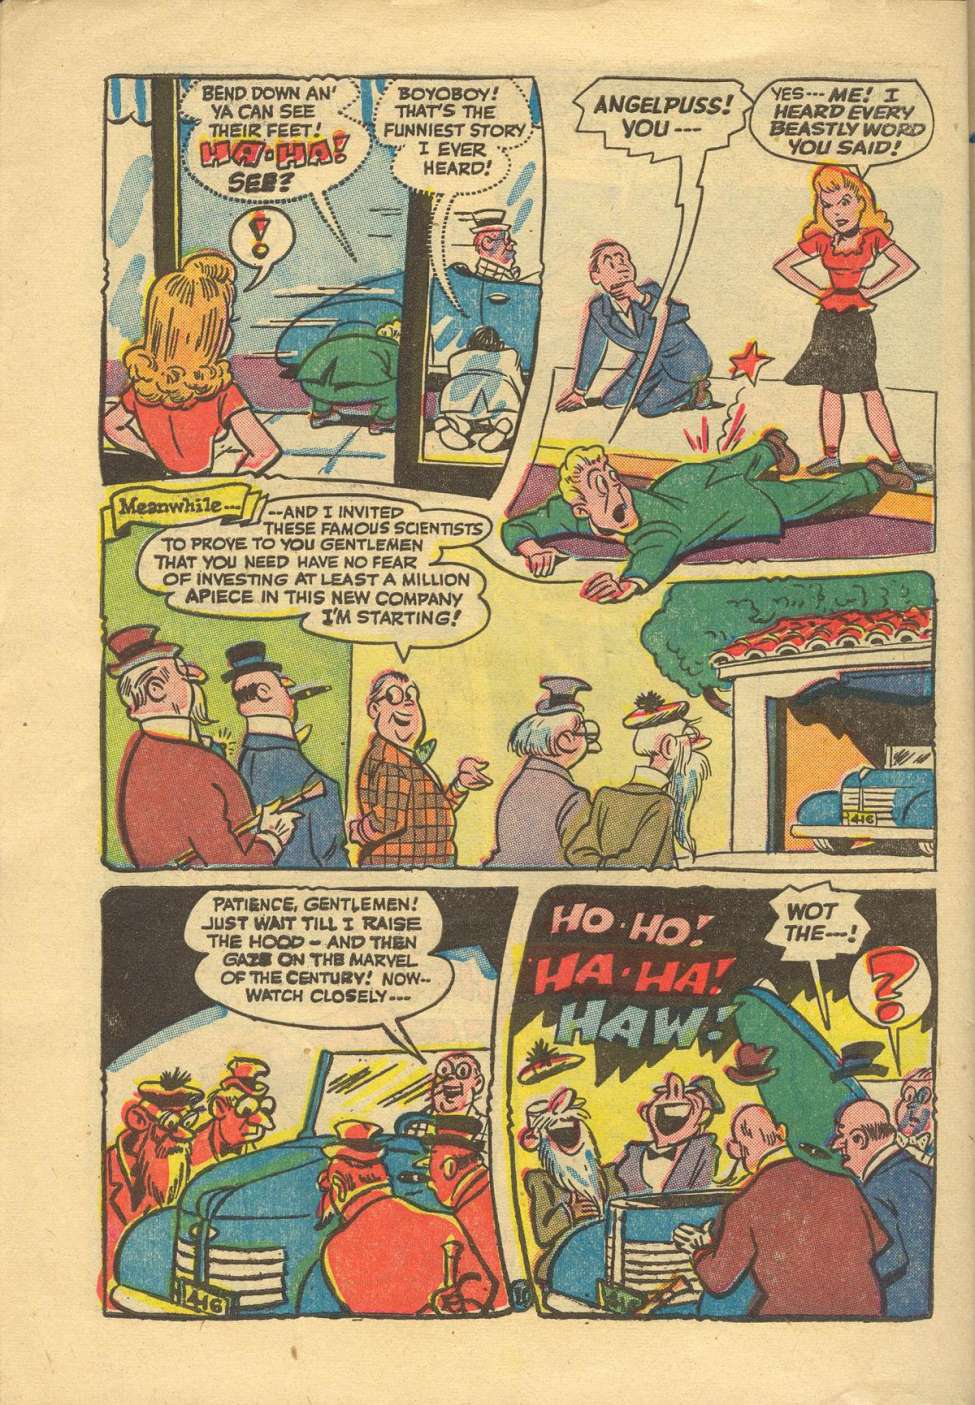 BEND DOWN AN'
YA CAN SEE
THEIR FEET!
HA-HA!
SEE?
BOYOBOY!
THAT'S THE
FUNNIEST STORY
I EVER
HEARD!
!
ANGELPUSS!
YOU ---
YES --- ME! I
HEARD EVERY
BEASTLY WORD
YOU SAID!
Meanwhile---
--AND I INVITED
THESE FAMOUS SCIENTISTS
TO PROVE TO YOU GENTLEMEN
THAT YOU NEED HAVE NO FEAR
OF INVESTING AT LEAST A MILLION
APIECE IN THIS NEW COMPANY
I'M STARTING!
416
PATIENCE, GENTLEMEN!
JUST WAIT TILL I RAISE
THE HOOD - AND THEN
GAZE ON THE MARVEL
OF THE CENTURY! NOW--
WATCH CLOSELY ---
416
10
HO-HO!
HA-HA!
HAW!
WOT
THE---!
?
416